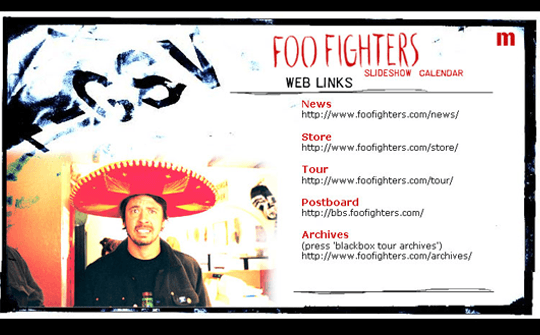 m
FOO FIGHTERS
SLIDESHOW CALENDAR
WEB LINKS
News
http://www.foofighters.com/news/
Store
http://www.foofighters.com/store/
Tour
http://www.foofighters.com/tour/
Postboard
http://bbs.foofighters.com/
Archives
(press 'blackbox tour archives')
http://www.foofighters.com/archives/